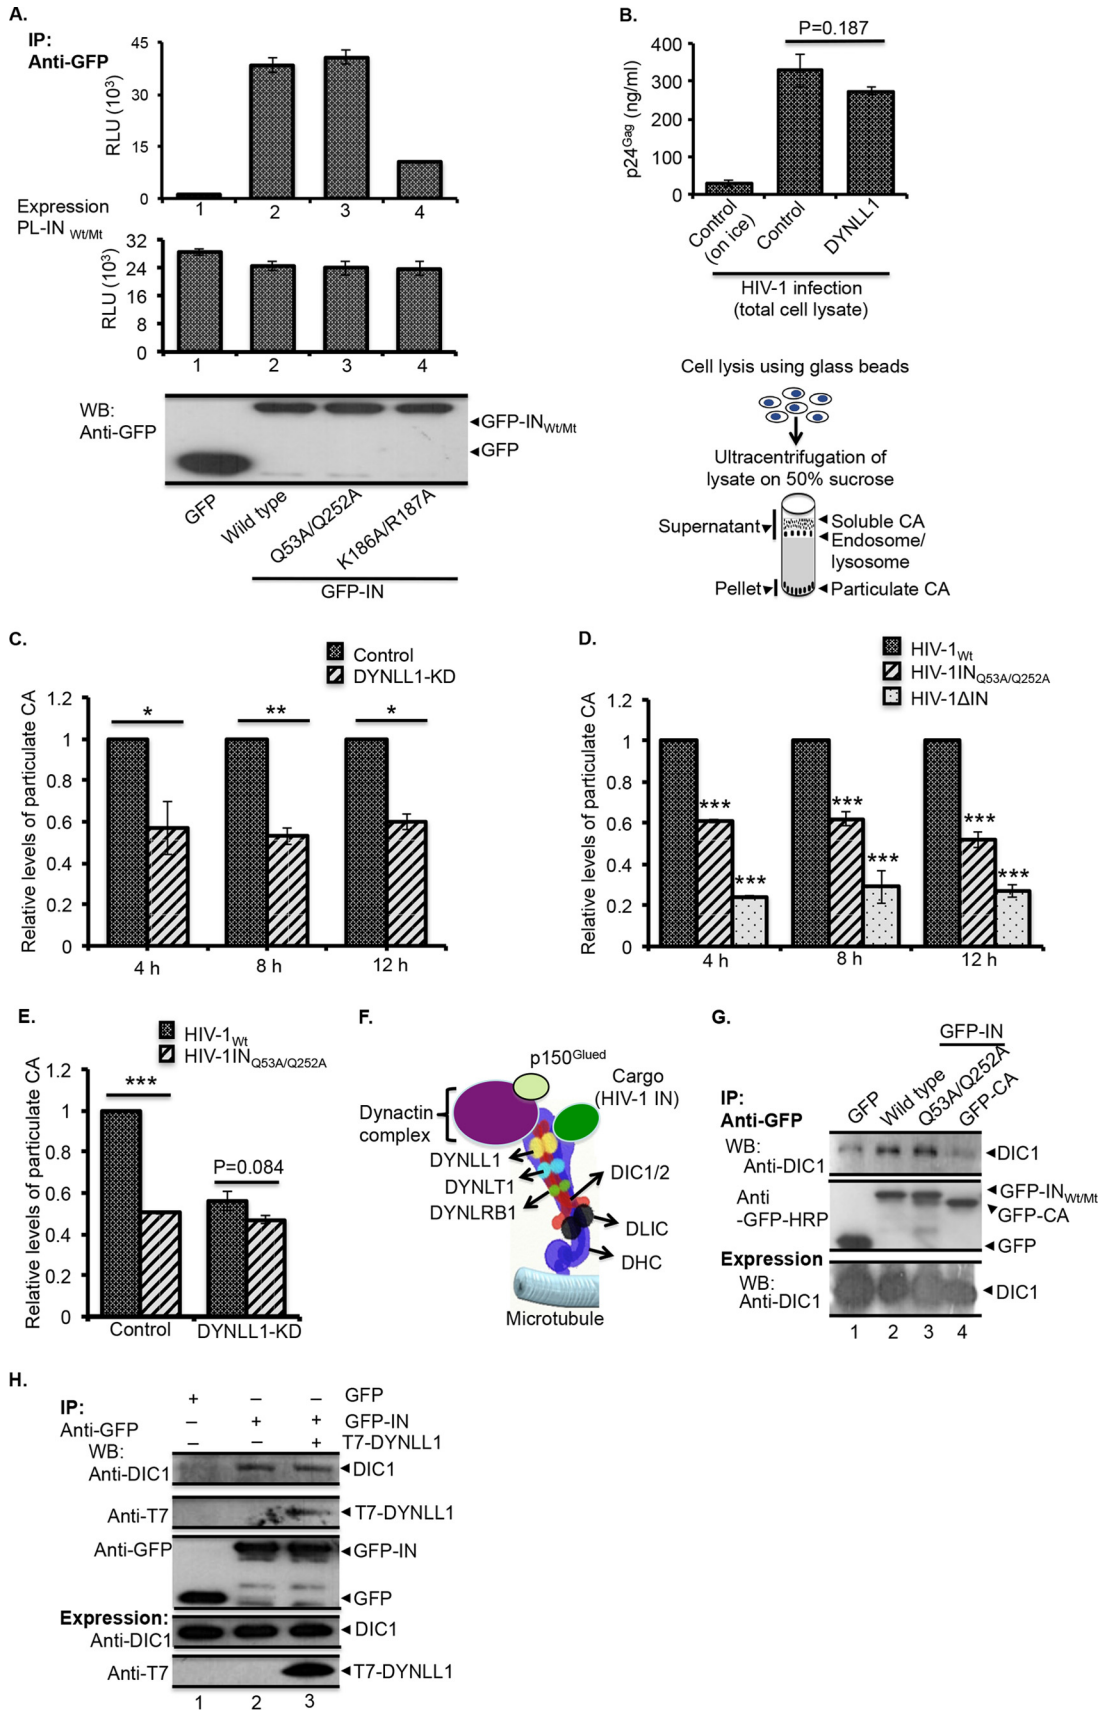 A.
IP:
Anti-GFP
RLU (10³)
45
30
15
0
1 2 3 4
Expression
PL-IN Wt/Mt
RLU (10³)
32
24
16
8
0
1 2 3 4
WB:
Anti-GFP
GFP-INWt/Mt
GFP
GFP
Wild type
Q53A/Q252A
K186A/R187A
GFP-IN
B.
P=0.187
p24Gag (ng/ml)
400
300
200
100
0
Control
(on ice)
Control
DYNLL1
HIV-1 infection
(total cell lysate)
Cell lysis using glass beads
Ultracentrifugation of
lysate on 50% sucrose
Supernatant
Soluble CA
Endosome/
lysosome
Pellet
Particulate CA
C.
Control
DYNLL1-KD
Relative levels of particulate CA
1.2
1
0.8
0.6
0.4
0.2
0
* ** *
4 h 8 h 12 h
D.
HIV-1Wt
HIV-1INQ53A/Q252A
HIV-1ΔIN
Relative levels of particulate CA
1.2
1
0.8
0.6
0.4
0.2
0
*** *** ***
*** *** ***
4 h 8 h 12 h
E.
HIV-1Wt
HIV-1INQ53A/Q252A
Relative levels of particulate CA
1.2
1
0.8
0.6
0.4
0.2
0
***
P=0.084
Control DYNLL1-KD
F.
p150Glued
Cargo
(HIV-1 IN)
Dynactin
complex
DYNLL1
DYNLT1
DYNLRB1
DIC1/2
DLIC
DHC
Microtubule
G.
GFP-IN
GFP
Wild type
Q53A/Q252A
GFP-CA
IP:
Anti-GFP
WB:
Anti-DIC1
DIC1
Anti
-GFP-HRP
GFP-INWt/Mt
GFP-CA
GFP
Expression
WB:
Anti-DIC1
DIC1
1 2 3 4
H.
IP:
Anti-GFP
+ – – GFP
– + + GFP-IN
– – + T7-DYNLL1
WB:
Anti-DIC1
DIC1
Anti-T7
T7-DYNLL1
Anti-GFP
GFP-IN
GFP
Expression:
Anti-DIC1
DIC1
Anti-T7
T7-DYNLL1
1 2 3